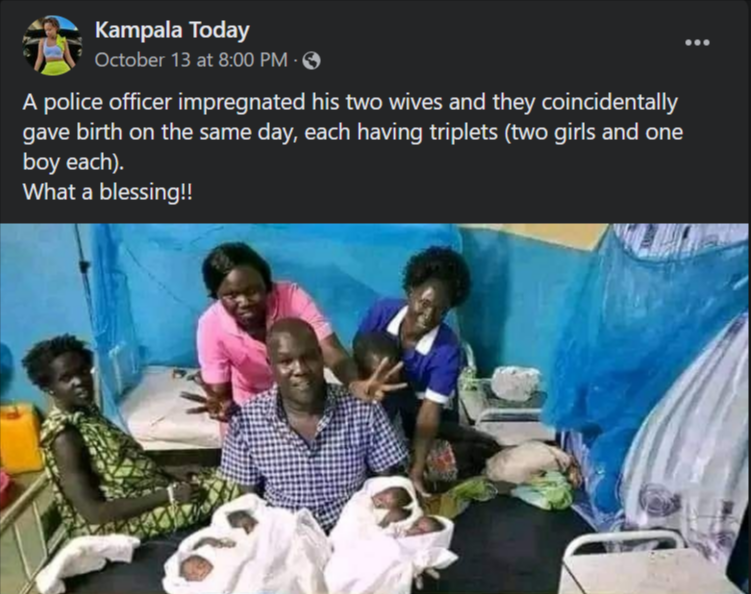 Kampala Today
October 13 at 8:00 PM ·
A police officer impregnated his two wives and they coincidentally
gave birth on the same day, each having triplets (two girls and one
boy each).
What a blessing!!